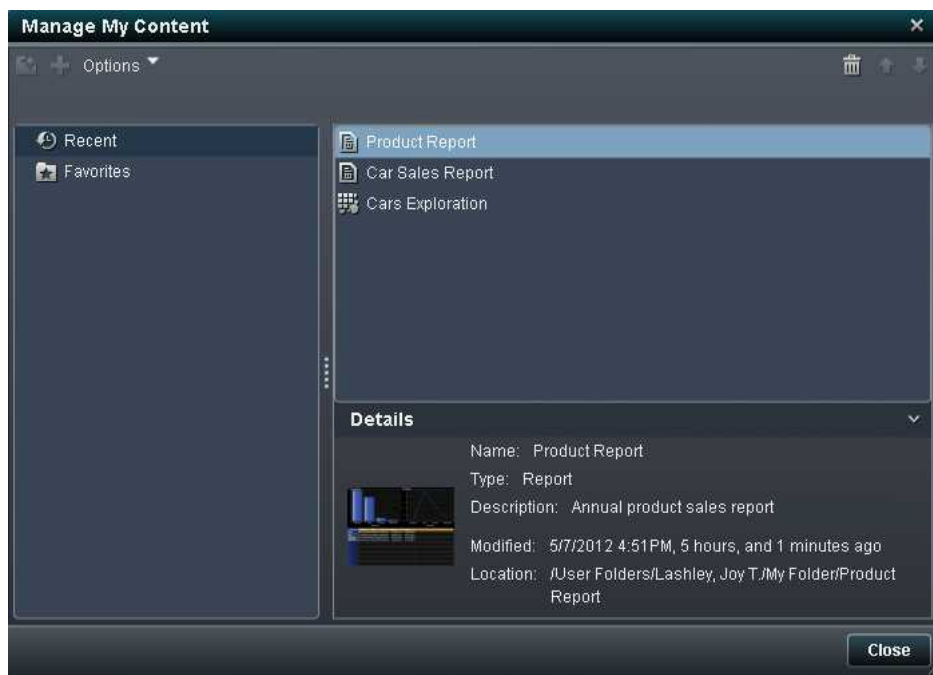 Manage My Content
Options
Recent
Favorites
Product Report
Car Sales Report
Cars Exploration
Details
Name: Product Report
Type: Report
Description: Annual product sales report
Modified: 5/7/2012 4:51PM, 5 hours, and 1 minutes ago
Location: /User Folders/Lashley, Joy T./My Folder/Product
Report
Close